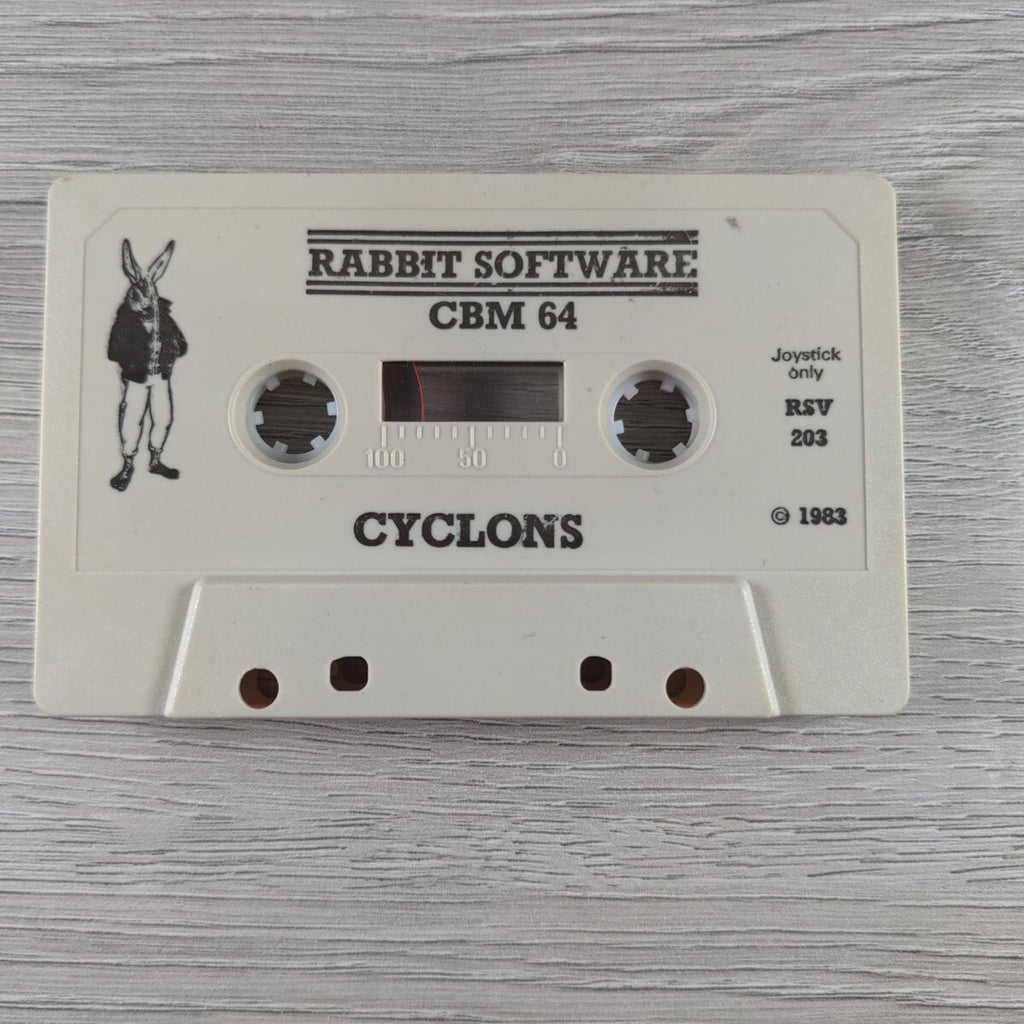 RABBIT SOFTWARE
CBM 64
Joystick
only
RSV
203
100 50 0
CYCLONS
© 1983